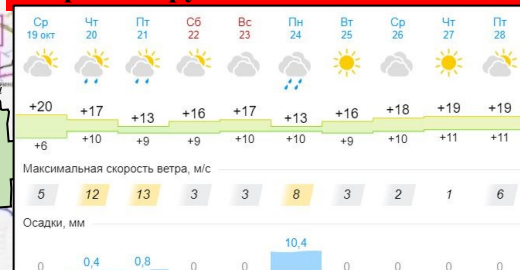 Ср Чт Пт Сб Вс Пн Вт Ср Чт Пт
19 окт 20 21 22 23 24 25 26 27 28
+20 +17 +13 +16 +17 +13 +16 +18 +19 +19
+6 +10 +9 +9 +10 +10 +9 +10 +11 +11
Максимальная скорость ветра, м/с
5 12 13 3 3 8 3 2 1 6
Осадки, мм
0 0,4 0,8 0 0 10,4 0 0 0 0